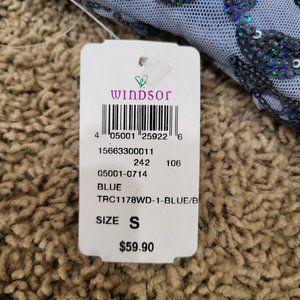 WINDSOR
4 05001 25922 6
15663300011
242 106
05001-0714
BLUE
TRC1178WD-1-BLUE/B
SIZE S
$59.90